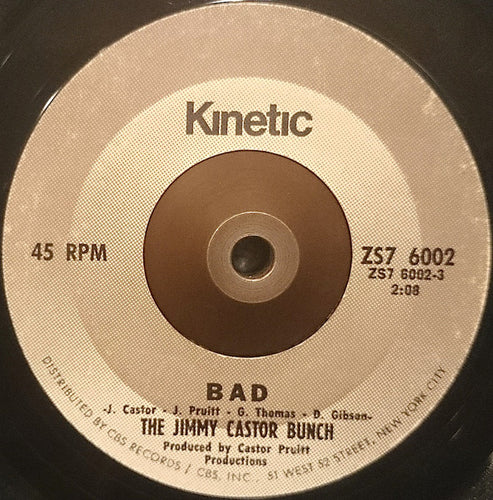 Kinetic
45 RPM
ZS7 6002
ZS7 6002-3
2:08
BAD
-J. Castor - J. Pruitt - G. Thomas - D. Gibson-
THE JIMMY CASTOR BUNCH
Produced by Castor Pruitt
Productions
DISTRIBUTED BY CBS RECORDS / CBS, INC., 51 WEST 52 STREET, NEW YORK CITY